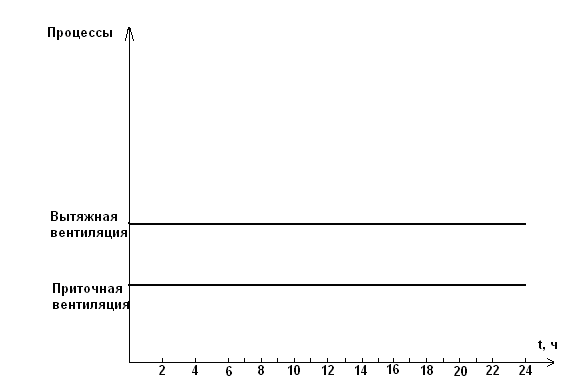 Процессы
Вытяжная
вентиляция
Приточная
вентиляция
t, ч
2 4 6 8 10 12 14 16 18 20 22 24